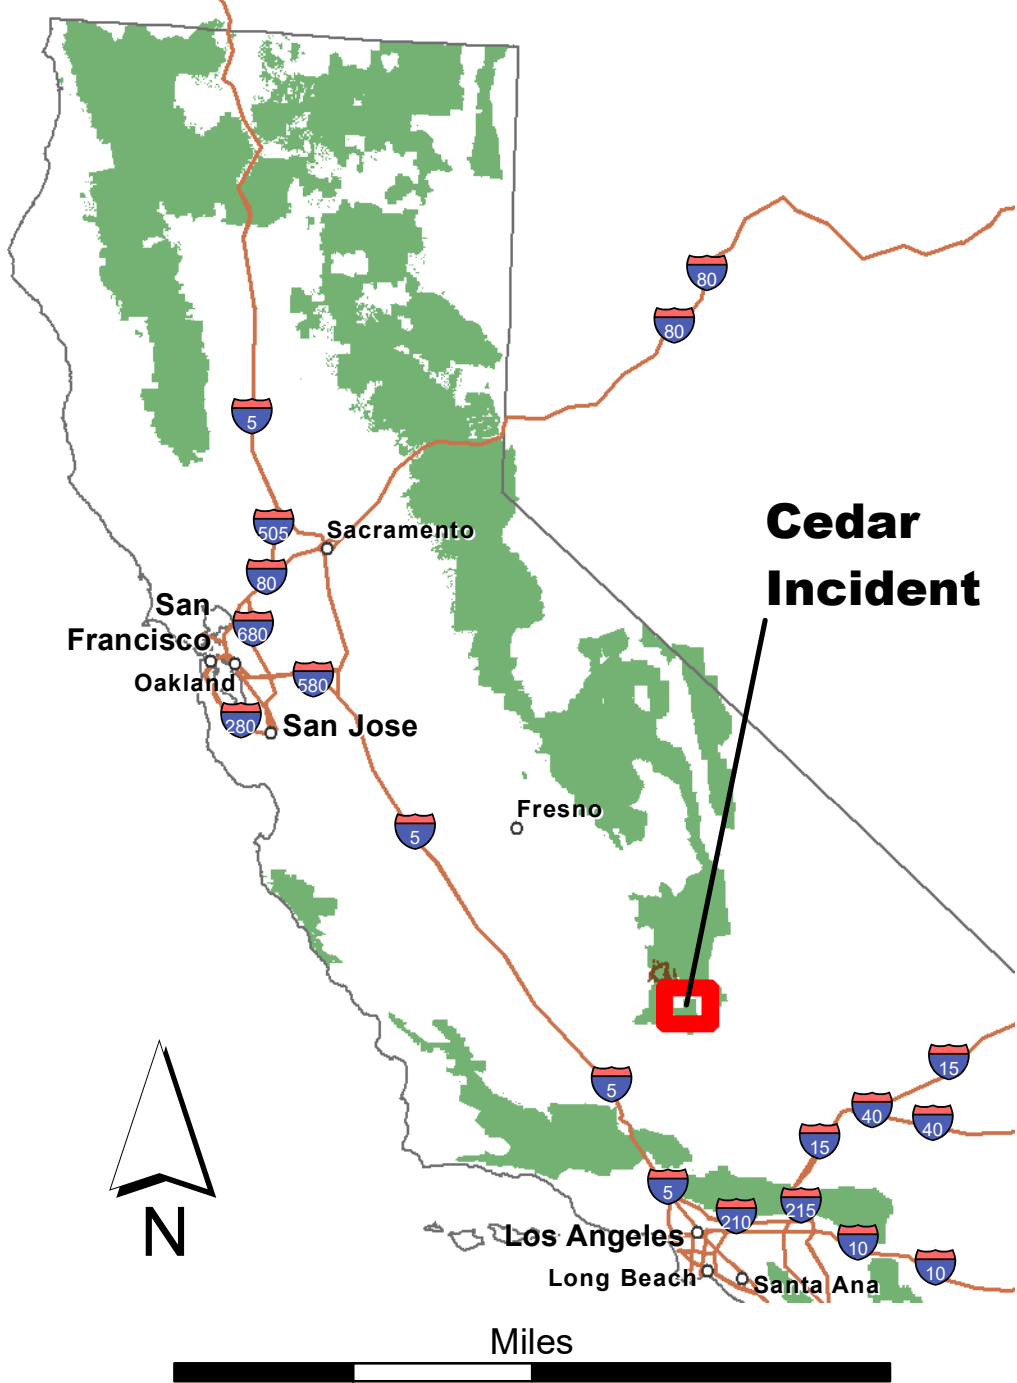 80
80
5
Cedar
Incident
505
Sacramento
80
San
Francisco
680
Oakland
580
280
San Jose
Fresno
5
15
5
40
40
15
5
215
210
Los Angeles
10
10
Long Beach
Santa Ana
N
Miles